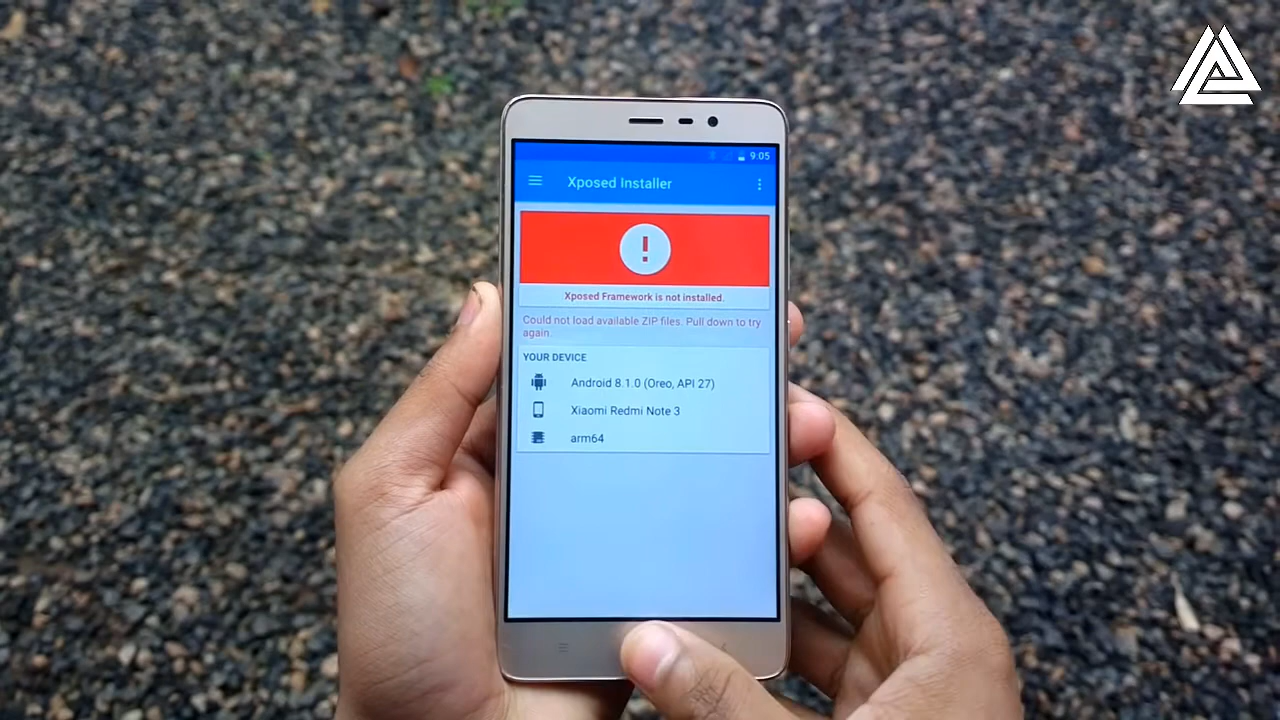 9:05
Xposed Installer
!
Xposed Framework is not installed.
Could not load available ZIP files. Pull down to try
again.
YOUR DEVICE
Android 8.1.0 (Oreo, API 27)
Xiaomi Redmi Note 3
arm64